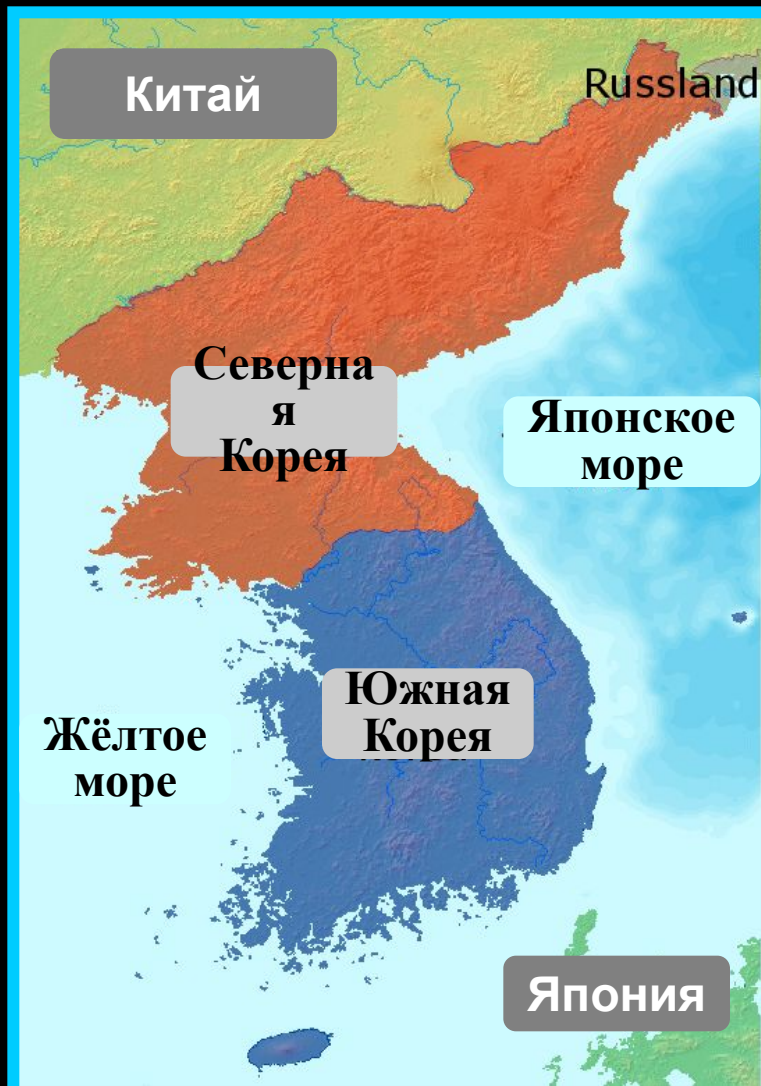 Китай
Russland
Северна
я
Корея
Японское
море
Южная
Корея
Жёлтое
море
Япония